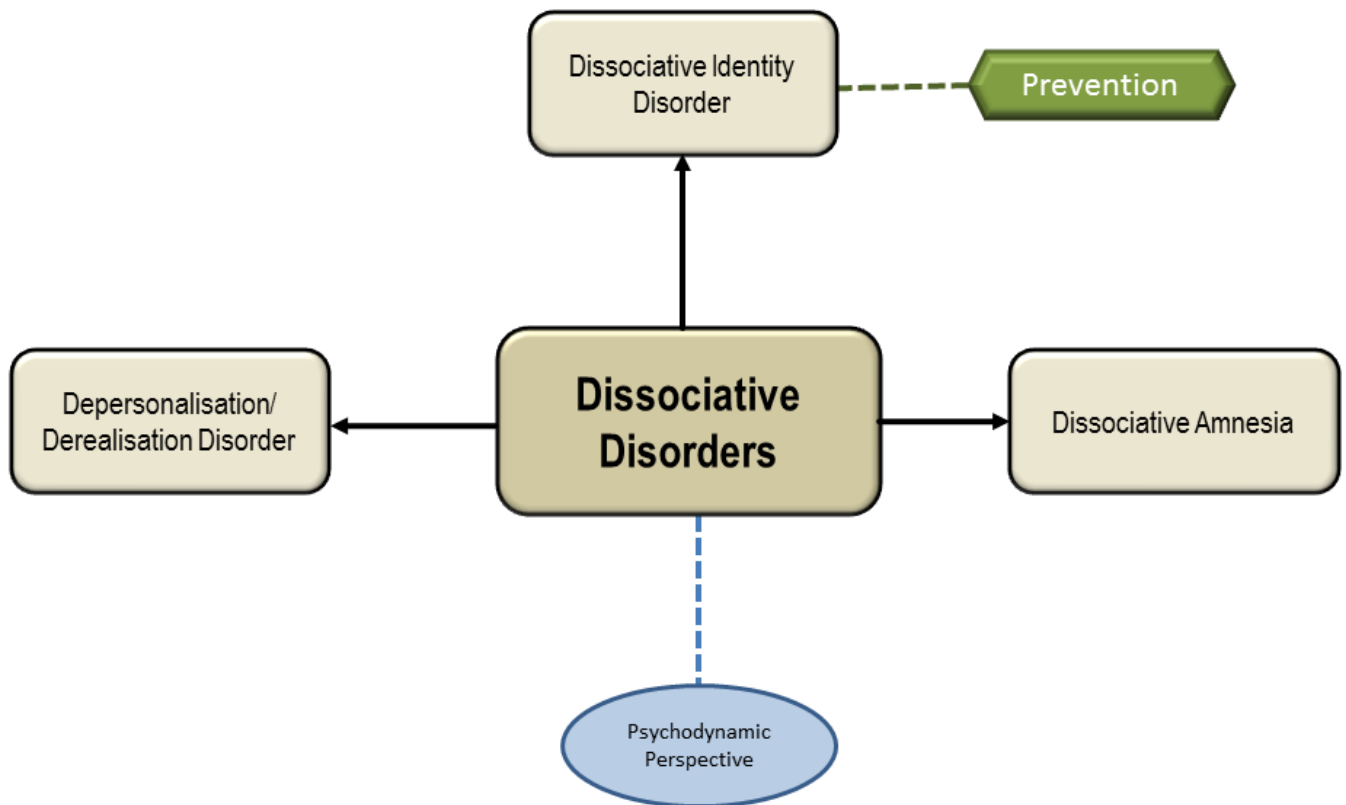 Dissociative Identity
Disorder
Prevention
Depersonalisation/
Derealisation Disorder
Dissociative
Disorders
Dissociative Amnesia
Psychodynamic
Perspective